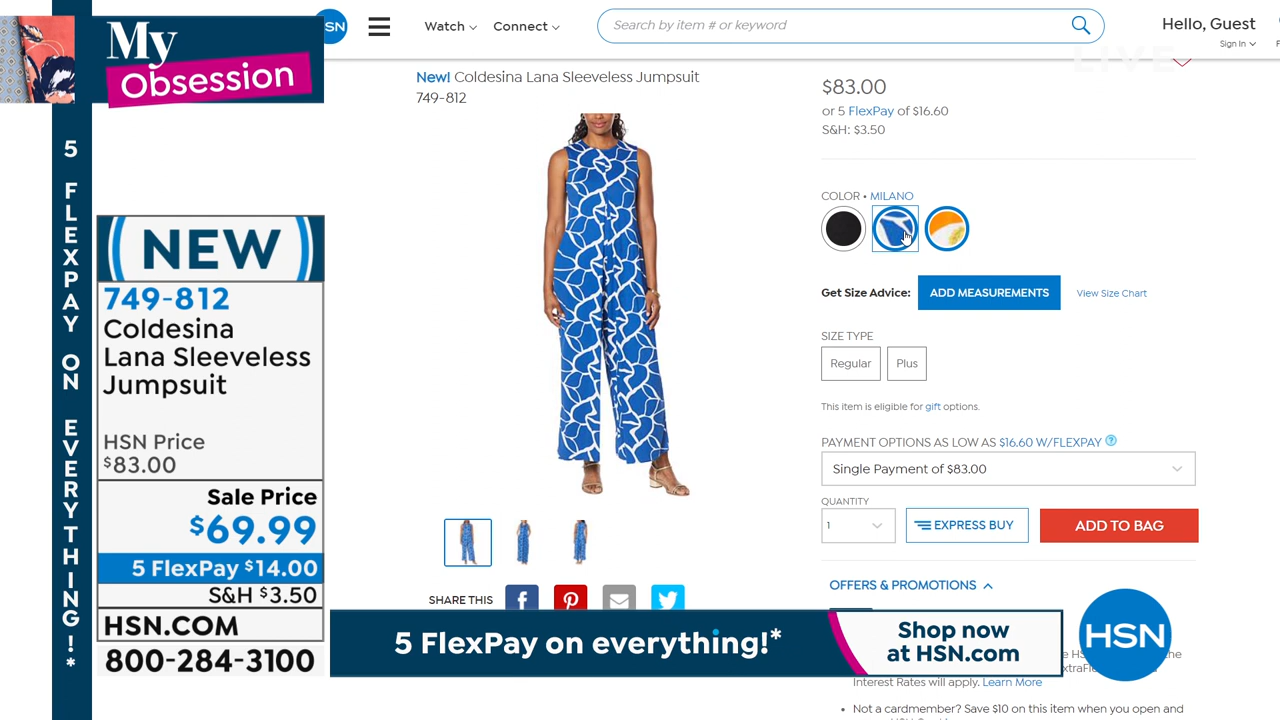 My
Obsession
5 FLEXPAY ON EVERYTHING!*
(NEW)
749-812
Coldesina
Lana Sleeveless
Jumpsuit
HSN Price
$83.00
Sale Price
$69.99
5 FlexPay $14.00
S&H $3.50
HSN.COM
800-284-3100
Watch
Connect
Search by item # or keyword
Hello, Guest
Sign In
LIVE
New! Coldesina Lana Sleeveless Jumpsuit
749-812
$83.00
or 5 FlexPay of $16.60
S&H: $3.50
COLOR • MILANO
Get Size Advice:
ADD MEASUREMENTS
View Size Chart
SIZE TYPE
Regular
Plus
This item is eligible for gift options.
PAYMENT OPTIONS AS LOW AS $16.60 W/FLEXPAY ?
Single Payment of $83.00
QUANTITY
1
EXPRESS BUY
ADD TO BAG
OFFERS & PROMOTIONS
SHARE THIS
5 FlexPay on everything!*
Shop now
at HSN.com
HSN
Interest Rates will apply. Learn More
• Not a cardmember? Save $10 on this item when you open and